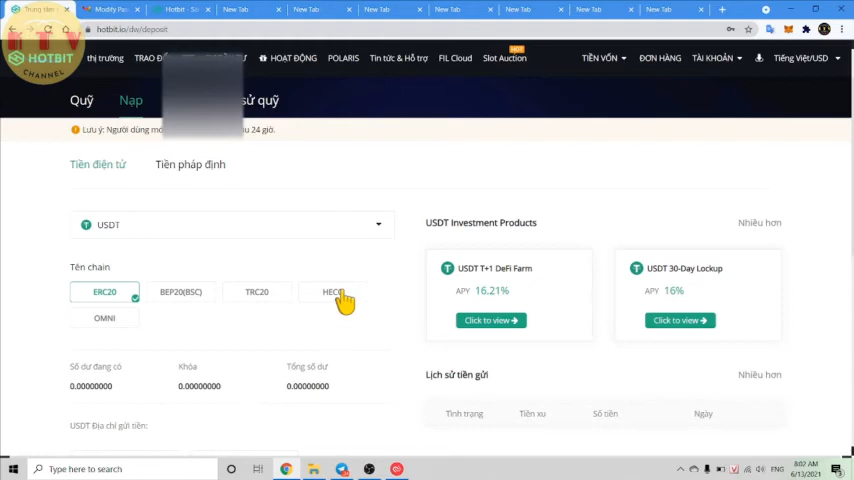 Trung tâm
Modify Pas
Hotbit - Sà
New Tab
New Tab
New Tab
New Tab
New Tab
New Tab
New Tab
hotbit.io/dw/deposit
KTV
HOTBIT
CHANNEL
thị trường
TRAO ĐỔI
HOẠT ĐỘNG
POLARIS
Tin tức & Hỗ trợ
FIL Cloud
Slot Auction
HOT
TIỀN VỐN
ĐƠN HÀNG
TÀI KHOẢN
Tiếng Việt/USD
Quỹ
Nạp
sử quỹ
Lưu ý: Người dùng mớ
u 24 giờ.
Tiền điện tử
Tiền pháp định
USDT
USDT Investment Products
Nhiều hơn
Tên chain
ERC20
BEP20(BSC)
TRC20
HECO
OMNI
USDT T+1 DeFi Farm
APY 16.21%
Click to view
USDT 30-Day Lockup
APY 16%
Click to view
Số dư đang có
Khóa
Tổng số dư
0.00000000
0.00000000
0.00000000
Lịch sử tiền gửi
Nhiều hơn
Tình trạng
Tiền xu
Số tiền
Ngày
USDT Địa chỉ gửi tiền:
Type here to search
ENG
8:02 AM
6/13/2021